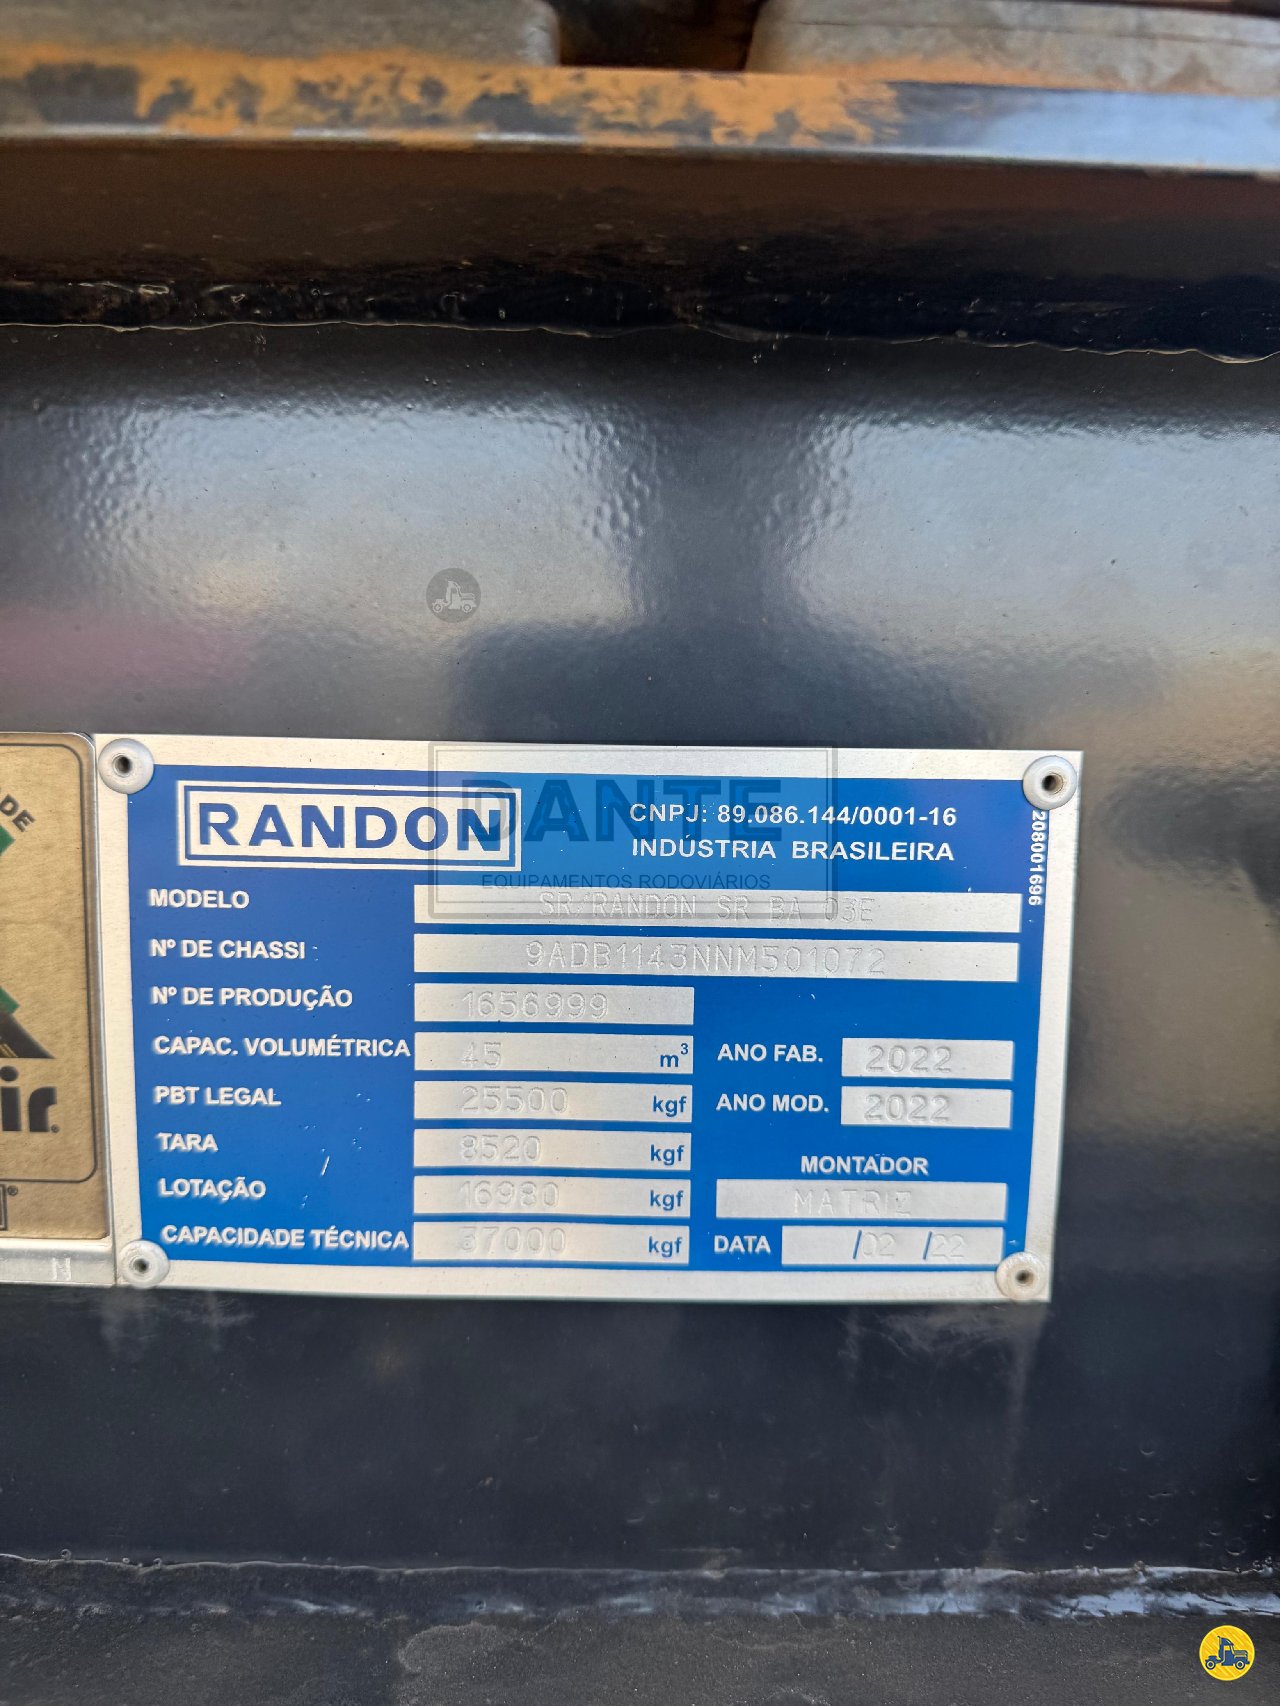 DE
ir.
RANDON
CNPJ: 89.086.144/0001-16
INDÚSTRIA BRASILEIRA
208001696
DANTE
EQUIPAMENTOS RODOVIÁRIOS
MODELO SR/RANDON SR BA 03E
Nº DE CHASSI 9ADB1143NNM501072
Nº DE PRODUÇÃO 1656999
CAPAC. VOLUMÉTRICA 45 m³ ANO FAB. 2022
PBT LEGAL 25500 kgf ANO MOD. 2022
TARA 8520 kgf
LOTAÇÃO 16980 kgf MONTADOR MATRIZ
CAPACIDADE TÉCNICA 37000 kgf DATA /02 /22